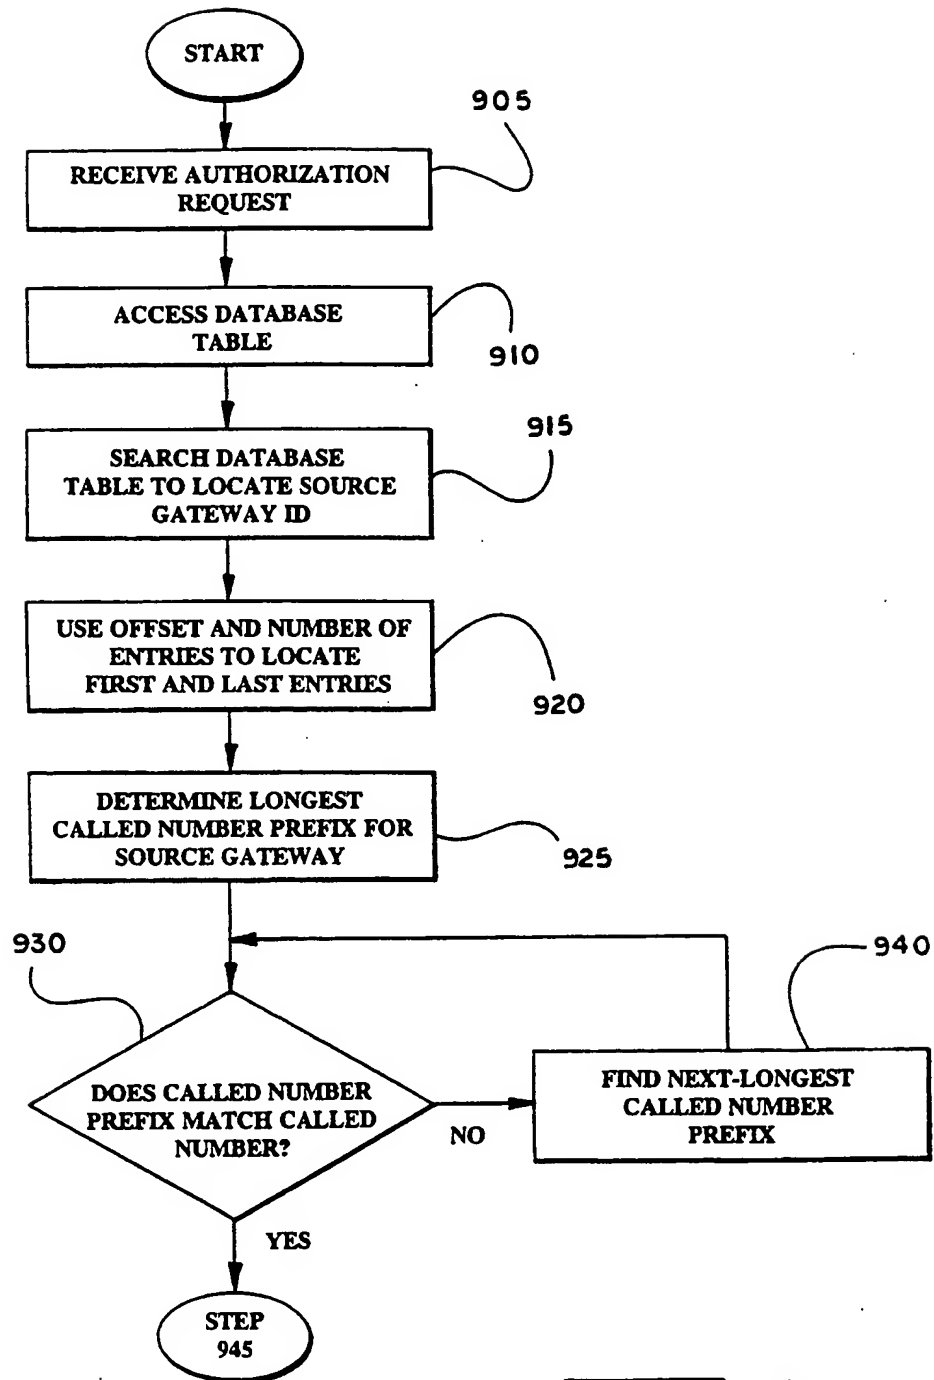 START
905
RECEIVE AUTHORIZATION
REQUEST
ACCESS DATABASE
TABLE
910
915
SEARCH DATABASE
TABLE TO LOCATE SOURCE
GATEWAY ID
USE OFFSET AND NUMBER OF
ENTRIES TO LOCATE
FIRST AND LAST ENTRIES
920
DETERMINE LONGEST
CALLED NUMBER PREFIX FOR
SOURCE GATEWAY
925
930
940
DOES CALLED NUMBER
PREFIX MATCH CALLED
NUMBER?
NO
FIND NEXT-LONGEST
CALLED NUMBER
PREFIX
YES
STEP
945